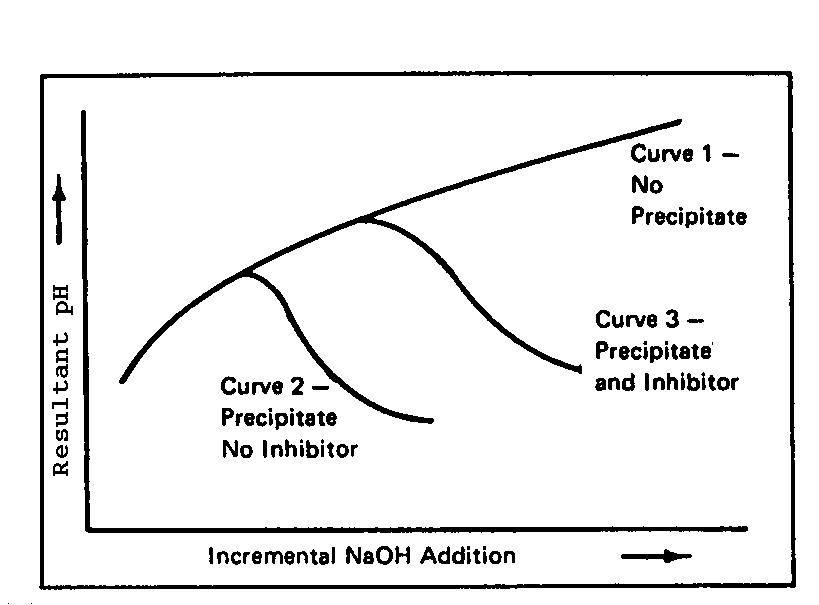 Curve 1 –
No
Precipitate
Curve 3 –
Precipitate
and Inhibitor
Curve 2 –
Precipitate
No Inhibitor
Resultant pH
Incremental NaOH Addition